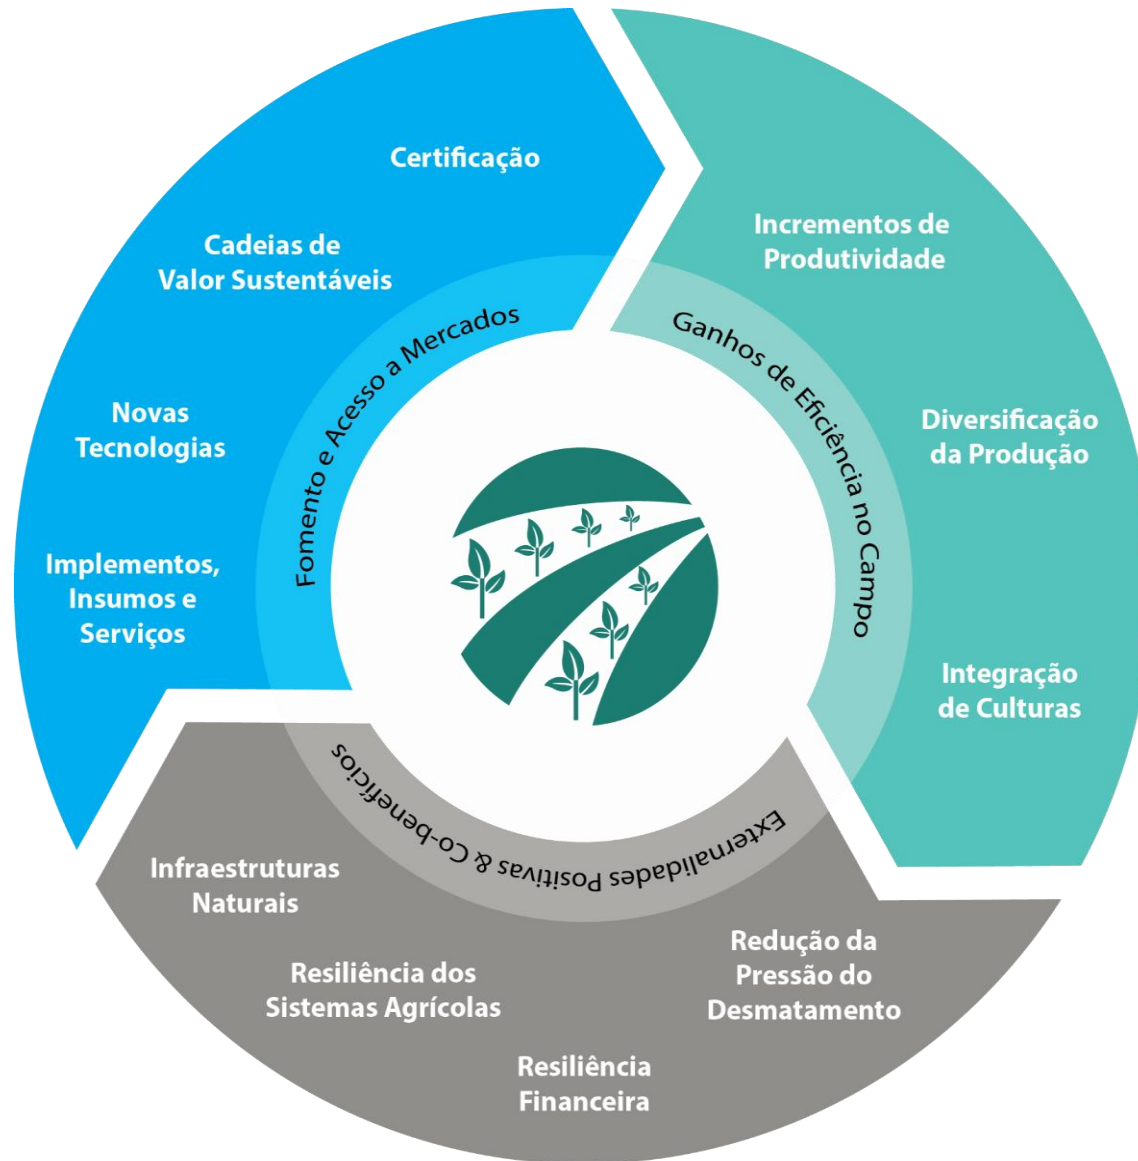 Certificação
Cadeias de
Valor Sustentáveis
Novas
Tecnologias
Implementos,
Insumos e
Serviços
Fomento e Acesso a Mercados
Incrementos de
Produtividade
Diversificação
da Produção
Integração
de Culturas
Ganhos de Eficiência no Campo
Externalidades Positivas & Co-benefícios
Infraestruturas
Naturais
Resiliência dos
Sistemas Agrícolas
Resiliência
Financeira
Redução da
Pressão do
Desmatamento